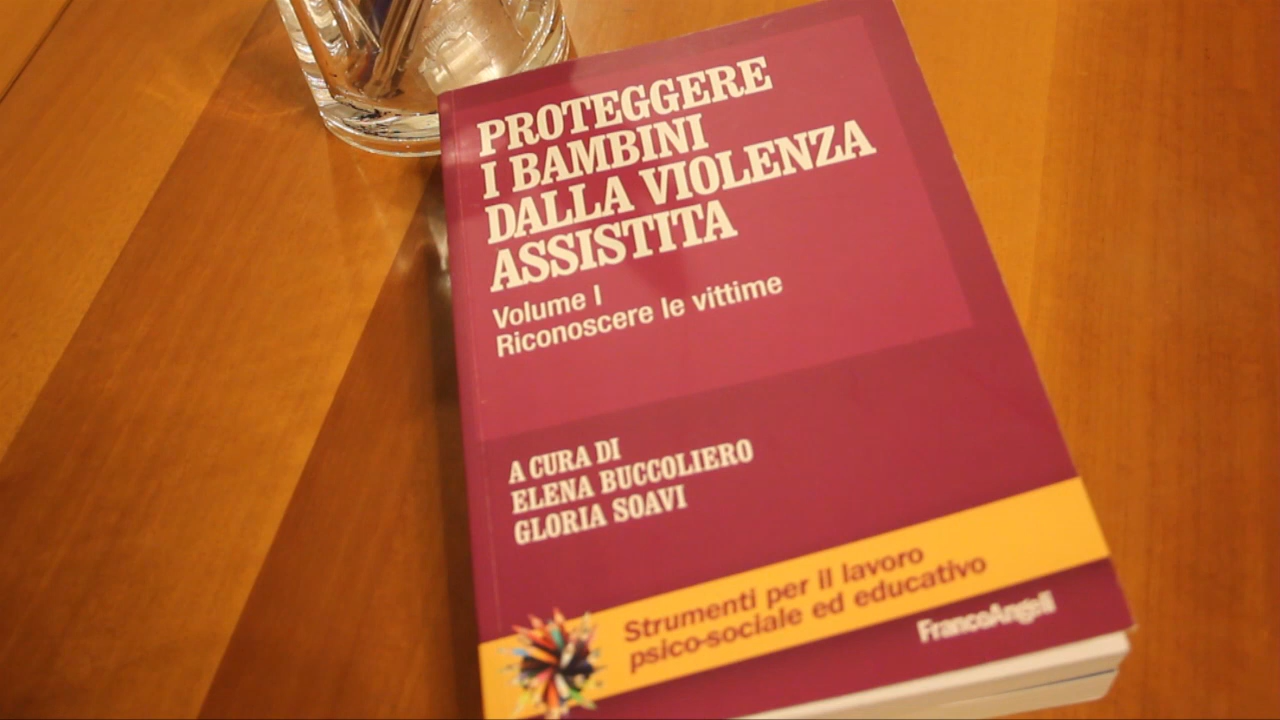 PROTEGGERE
I BAMBINI
DALLA VIOLENZA
ASSISTITA
Volume I
Riconoscere le vittime
A CURA DI
ELENA BUCCOLIERO
GLORIA SOAVI
Strumenti per il lavoro
psico-sociale ed educativo
FrancoAngeli